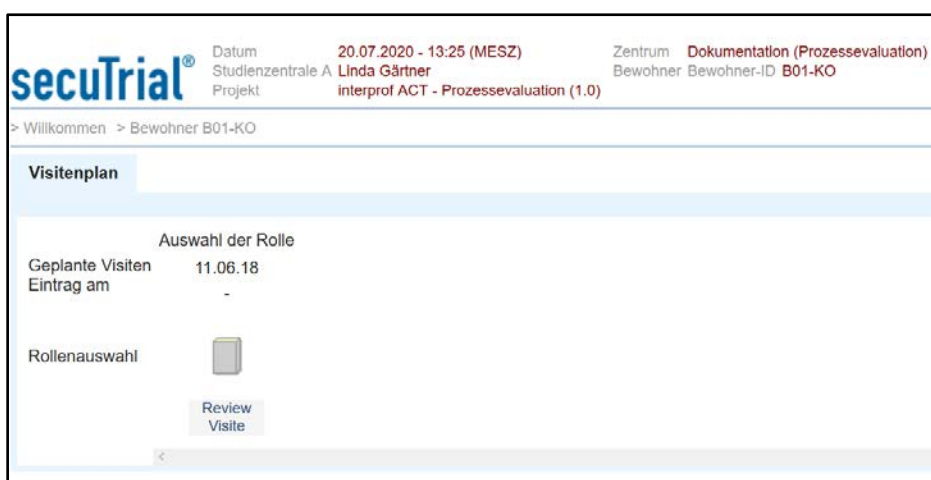 secuTrial®
Datum 20.07.2020 - 13:25 (MESZ) Zentrum Dokumentation (Prozessevaluation)
Studienzentrale A Linda Gärtner Bewohner Bewohner-ID B01-KO
Projekt interprof ACT - Prozessevaluation (1.0)
> Willkommen > Bewohner B01-KO
Visitenplan
Auswahl der Rolle
Geplante Visiten 11.06.18
Eintrag am -
Rollenauswahl
Review
Visite
<